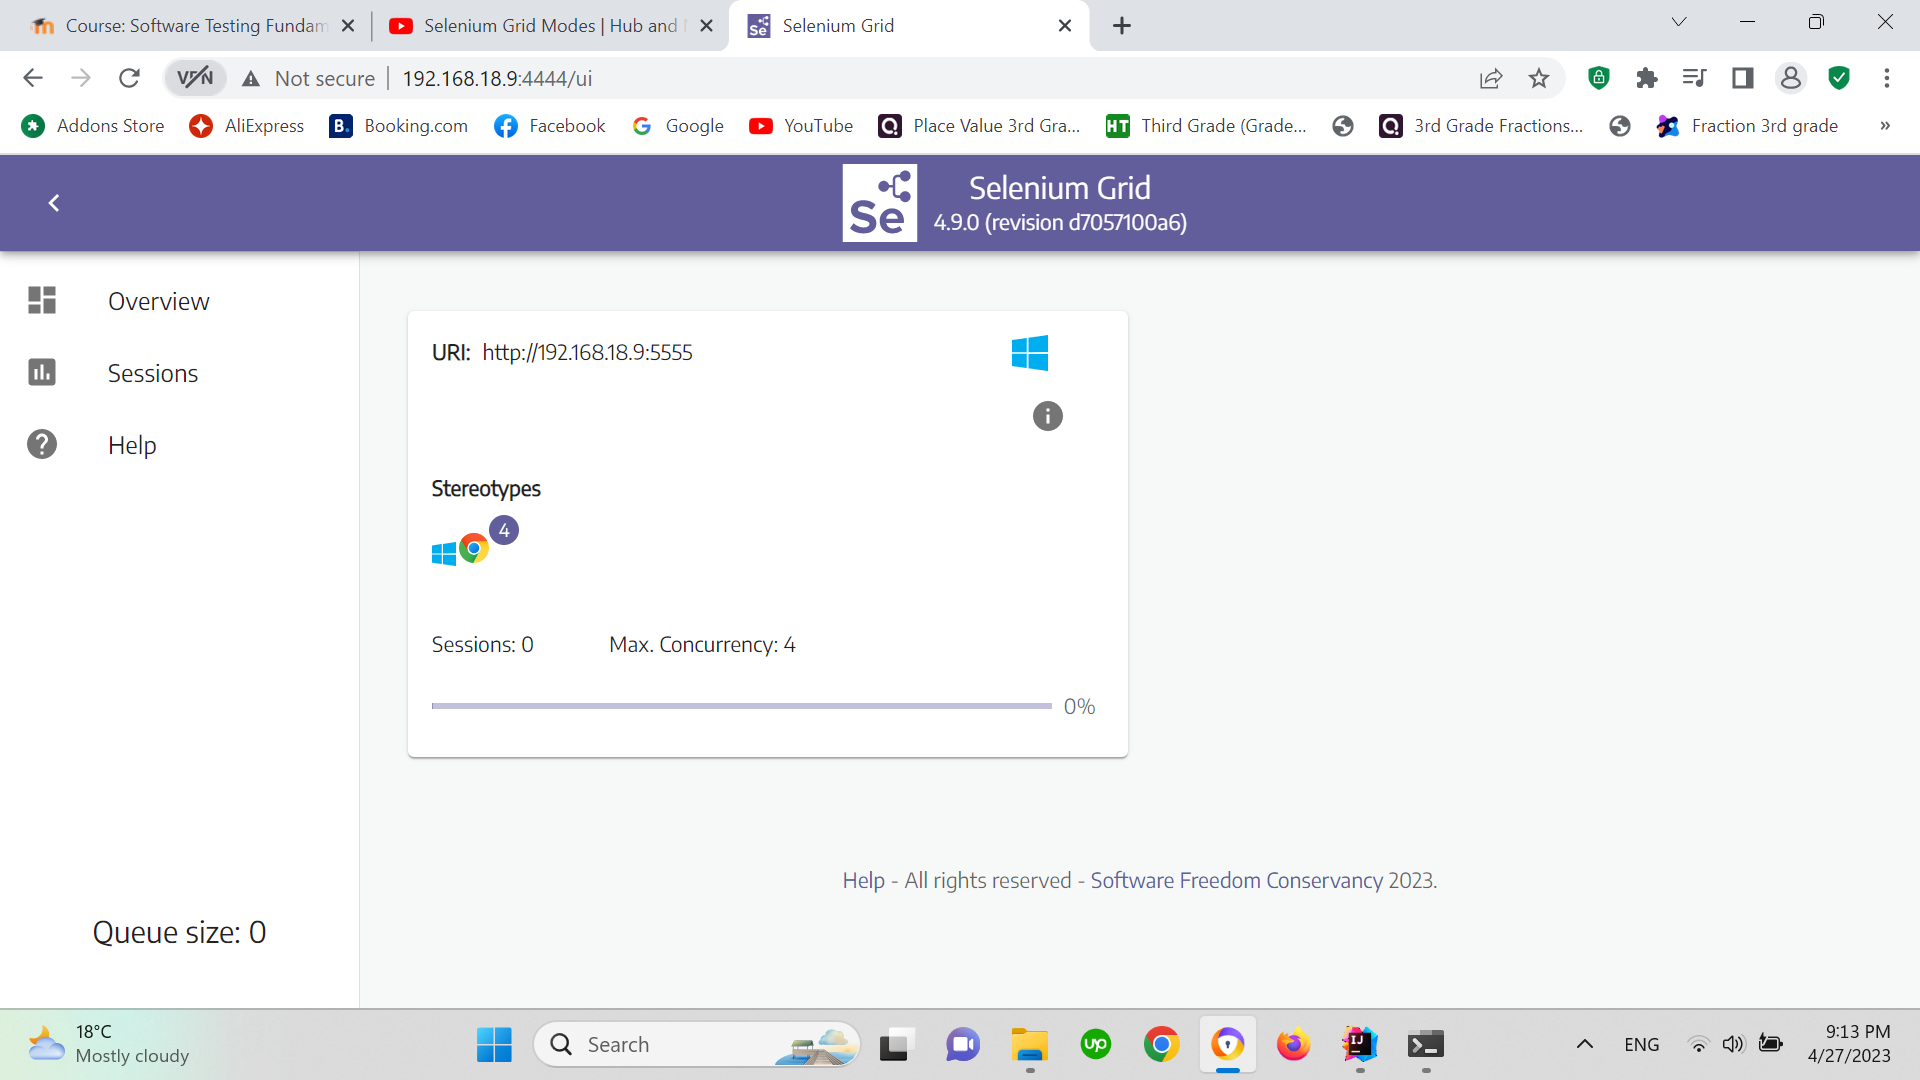 Course: Software Testing Fundam
Selenium Grid Modes | Hub and
Selenium Grid
VPN
Not secure
192.168.18.9:4444/ui
Addons Store
AliExpress
B.
Booking.com
Facebook
Google
YouTube
Place Value 3rd Gra...
HT
Third Grade (Grade...
3rd Grade Fractions...
Fraction 3rd grade
»
Se
Selenium Grid
4.9.0 (revision d7057100a6)
Overview
Sessions
Help
Queue size: 0
URI: http://192.168.18.9:5555
Stereotypes
4
Sessions: 0
Max. Concurrency: 4
0%
Help - All rights reserved - Software Freedom Conservancy 2023.
18°C
Mostly cloudy
Search
up
IJ
ENG
9:13 PM
4/27/2023